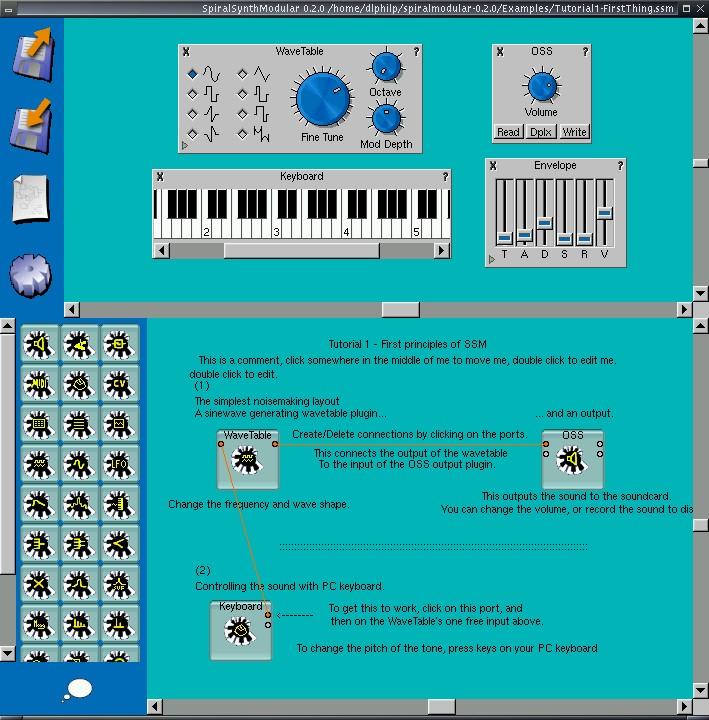 SpiralSynthModular 0.2.0 /home/dlphilp/spiralmodular-0.2.0/Examples/Tutorial1-FirstThing.ssm
X WaveTable ?
Octave
Fine Tune
Mod Depth
X OSS ?
Volume
Read Dplx Write
X Keyboard ?
2 3 4 5
X Envelope ?
T A D S R V
MIDI
CV
LFO
SVF
Tutorial 1 - First principles of SSM
This is a comment, click somewhere in the middle of me to move me, double click to edit me.
double click to edit.
(1)
The simplest noisemaking layout
A sinewave generating wavetable plugin...
... and an output.
WaveTable
Create/Delete connections by clicking on the ports.
OSS
This connects the output of the wavetable
To the input of the OSS output plugin.
This outputs the sound to the soundcard.
Change the frequency and wave shape.
You can change the volume, or record the sound to dis
::::::::::::::::::::::::::::::::::::::::::::::::::::::::::::::::::::::::::::::::::::::::::::
(2)
Controlling the sound with PC keyboard.
Keyboard
<----------
To get this to work, click on this port, and
then on the WaveTable's one free input above.
To change the pitch of the tone, press keys on your PC keyboard